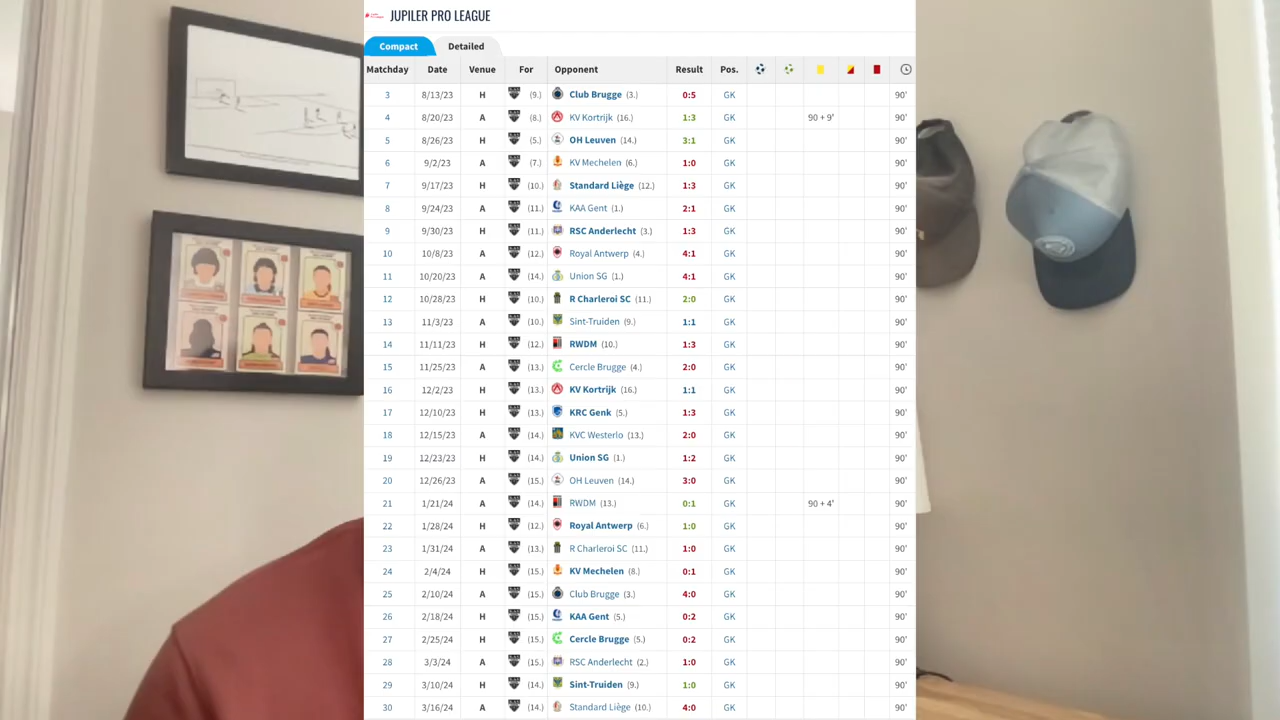 JUPILER PRO LEAGUE
Compact Detailed
Matchday Date Venue For Opponent Result Pos.
3 8/13/23 H (9.) Club Brugge (3.) 0:5 GK 90'
4 8/20/23 A (8.) KV Kortrijk (16.) 1:3 GK 90 + 9' 90'
5 8/26/23 H (5.) OH Leuven (14.) 3:1 GK 90'
6 9/2/23 A (7.) KV Mechelen (6.) 1:0 GK 90'
7 9/17/23 H (10.) Standard Liège (12.) 1:3 GK 90'
8 9/24/23 A (11.) KAA Gent (1.) 2:1 GK 90'
9 9/30/23 H (11.) RSC Anderlecht (3.) 1:3 GK 90'
10 10/8/23 A (12.) Royal Antwerp (4.) 4:1 GK 90'
11 10/20/23 A (14.) Union SG (1.) 4:1 GK 90'
12 10/28/23 H (10.) R Charleroi SC (11.) 2:0 GK 90'
13 11/3/23 A (10.) Sint-Truiden (9.) 1:1 GK 90'
14 11/11/23 H (12.) RWDM (10.) 1:3 GK 90'
15 11/25/23 A (13.) Cercle Brugge (4.) 2:0 GK 90'
16 12/2/23 H (13.) KV Kortrijk (16.) 1:1 GK 90'
17 12/10/23 H (13.) KRC Genk (5.) 1:3 GK 90'
18 12/15/23 A (14.) KVC Westerlo (13.) 2:0 GK 90'
19 12/23/23 H (14.) Union SG (1.) 1:2 GK 90'
20 12/26/23 A (15.) OH Leuven (14.) 3:0 GK 90'
21 1/21/24 A (14.) RWDM (13.) 0:1 GK 90 + 4' 90'
22 1/28/24 H (12.) Royal Antwerp (6.) 1:0 GK 90'
23 1/31/24 A (13.) R Charleroi SC (11.) 1:0 GK 90'
24 2/4/24 H (15.) KV Mechelen (8.) 0:1 GK 90'
25 2/10/24 A (15.) Club Brugge (3.) 4:0 GK 90'
26 2/18/24 H (15.) KAA Gent (5.) 0:2 GK 90'
27 2/25/24 H (15.) Cercle Brugge (5.) 0:2 GK 90'
28 3/3/24 A (15.) RSC Anderlecht (2.) 1:0 GK 90'
29 3/10/24 H (14.) Sint-Truiden (9.) 1:0 GK 90'
30 3/16/24 A (14.) Standard Liège (10.) 4:0 GK 90'